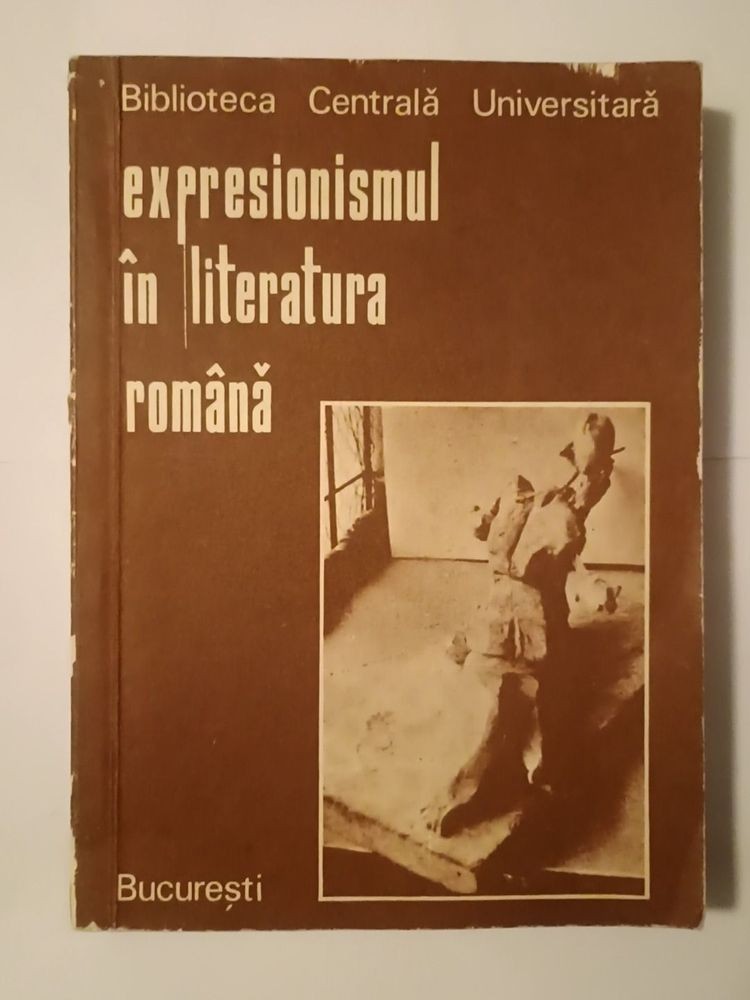 Biblioteca Centrală Universitară
expresionismul
în literatura
română
București